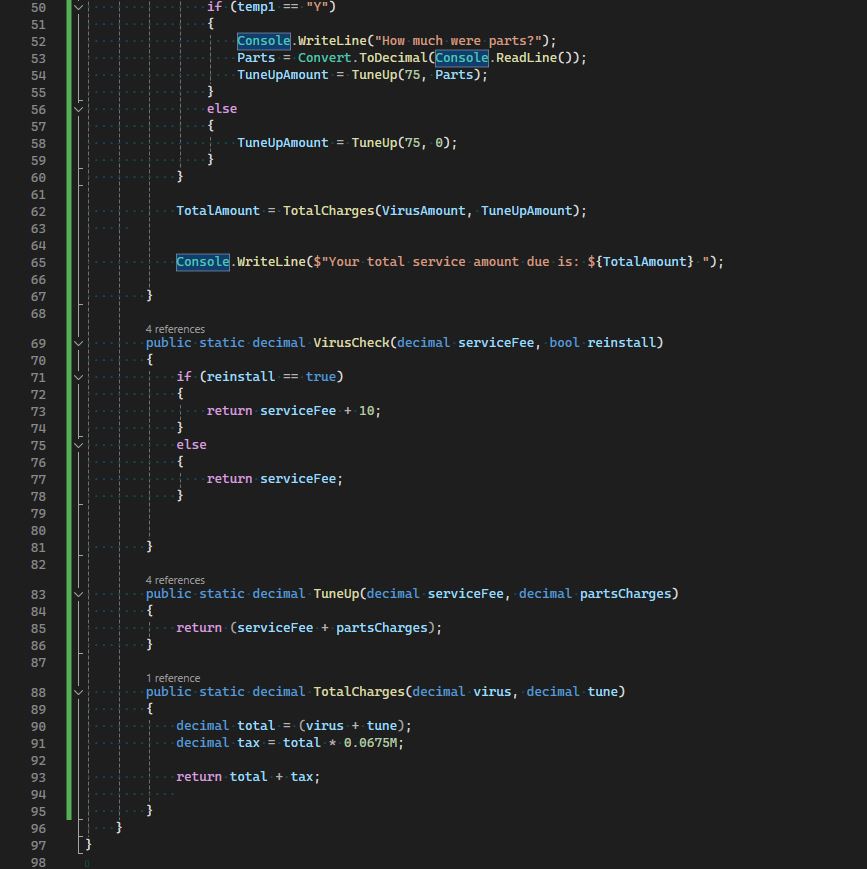 50 if (temp1 == "Y")
51 {
52 Console.WriteLine("How much were parts?");
53 Parts = Convert.ToDecimal(Console.ReadLine());
54 TuneUpAmount = TuneUp(75, Parts);
55 }
56 else
57 {
58 TuneUpAmount = TuneUp(75, 0);
59 }
60 }
61
62 TotalAmount = TotalCharges(VirusAmount, TuneUpAmount);
63
64
65 Console.WriteLine($"Your total service amount due is: ${TotalAmount} ");
66
67 }
68
4 references
69 public static decimal VirusCheck(decimal serviceFee, bool reinstall)
70 {
71 if (reinstall == true)
72 {
73 return serviceFee + 10;
74 }
75 else
76 {
77 return serviceFee;
78 }
79
80
81 }
82
4 references
83 public static decimal TuneUp(decimal serviceFee, decimal partsCharges)
84 {
85 return (serviceFee + partsCharges);
86 }
87
1 reference
88 public static decimal TotalCharges(decimal virus, decimal tune)
89 {
90 decimal total = (virus + tune);
91 decimal tax = total * 0.0675M;
92
93 return total + tax;
94
95 }
96 }
97 }
98